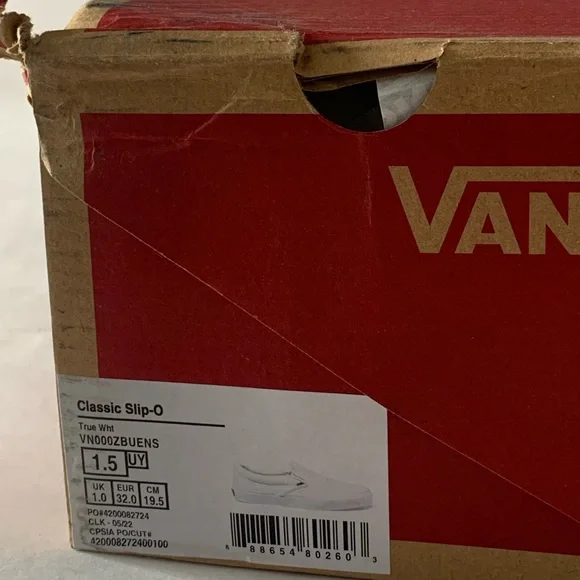 VAN
Classic Slip-O
True Wht
VN000ZBUENS
1.5 UY
UK EUR CM
1.0 32.0 19.5
PO#4200082724
CLK - 05/22
CPSIA PO/CUT#
420008272400100
8 88654 80260 3